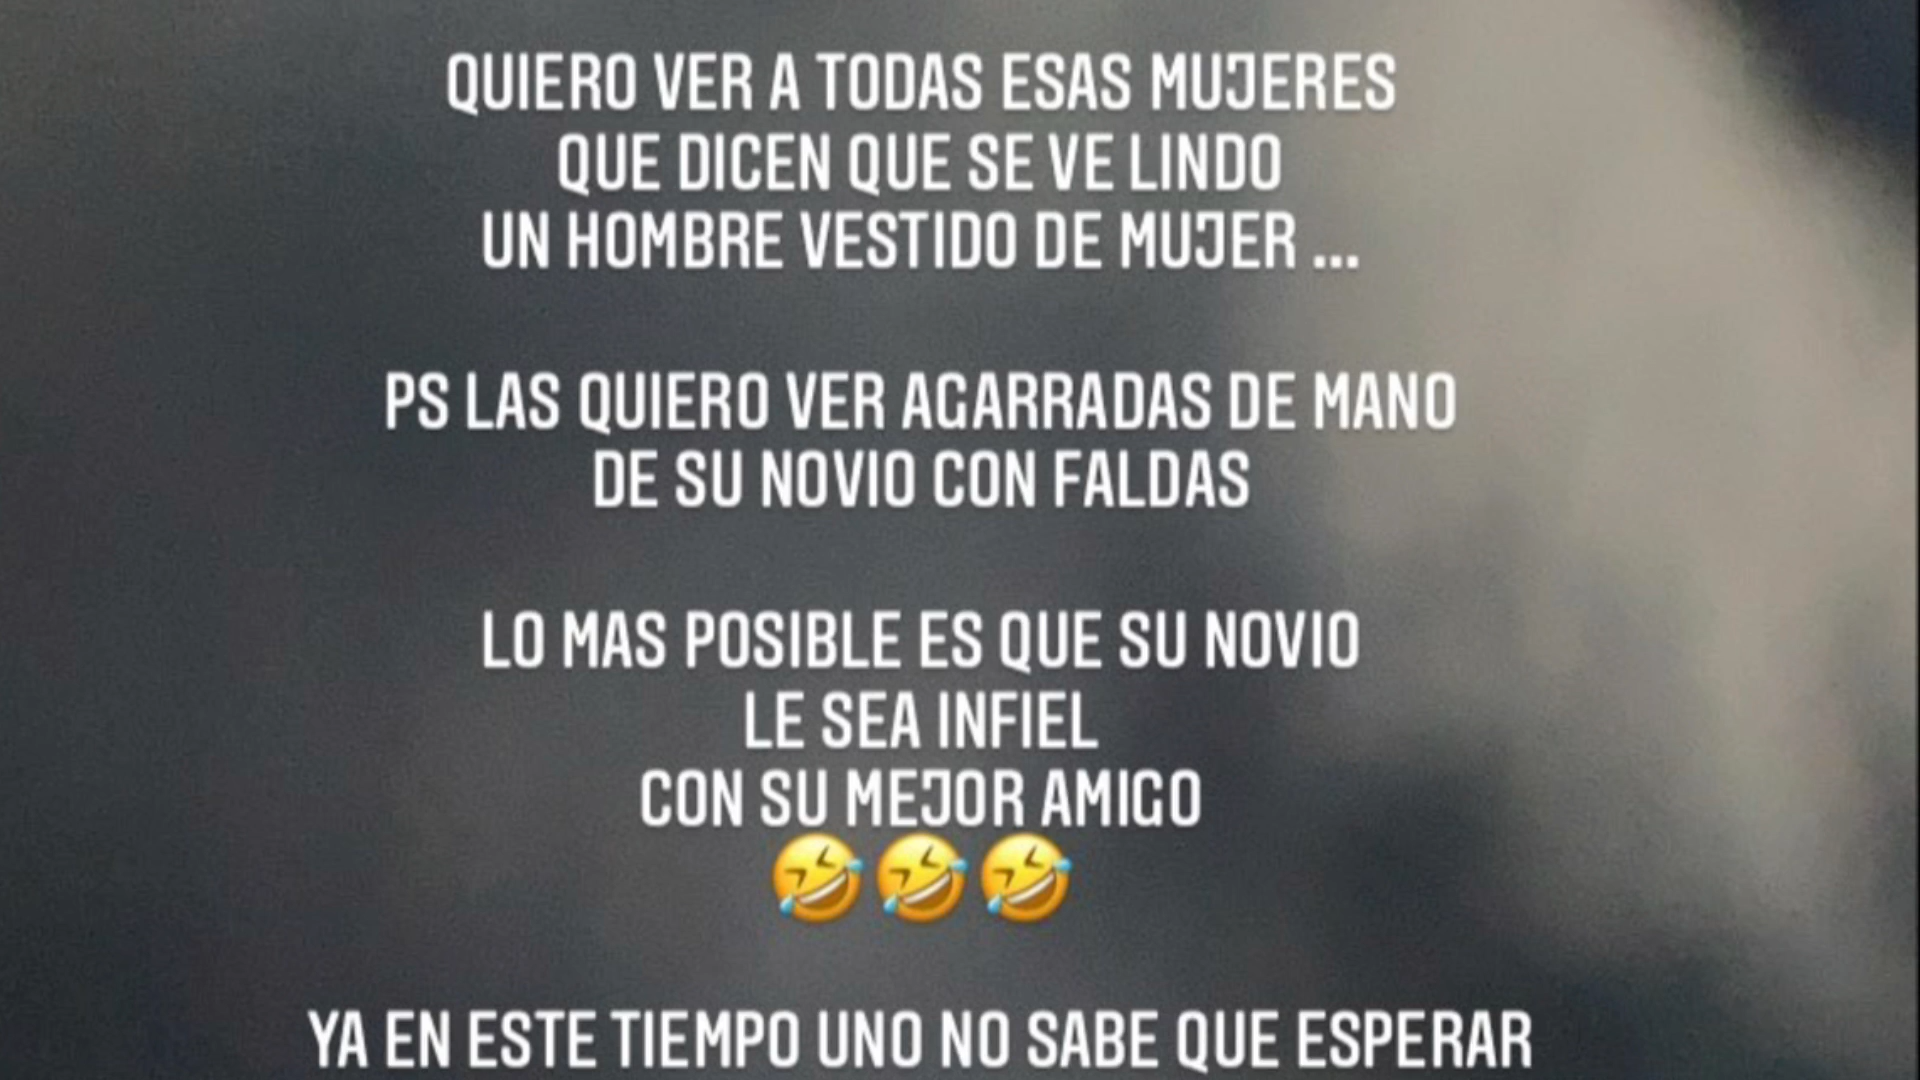 QUIERO VER A TODAS ESAS MUJERES
QUE DICEN QUE SE VE LINDO
UN HOMBRE VESTIDO DE MUJER ...
PS LAS QUIERO VER AGARRADAS DE MANO
DE SU NOVIO CON FALDAS
LO MAS POSIBLE ES QUE SU NOVIO
LE SEA INFIEL
CON SU MEJOR AMIGO
🤣🤣🤣
YA EN ESTE TIEMPO UNO NO SABE QUE ESPERAR